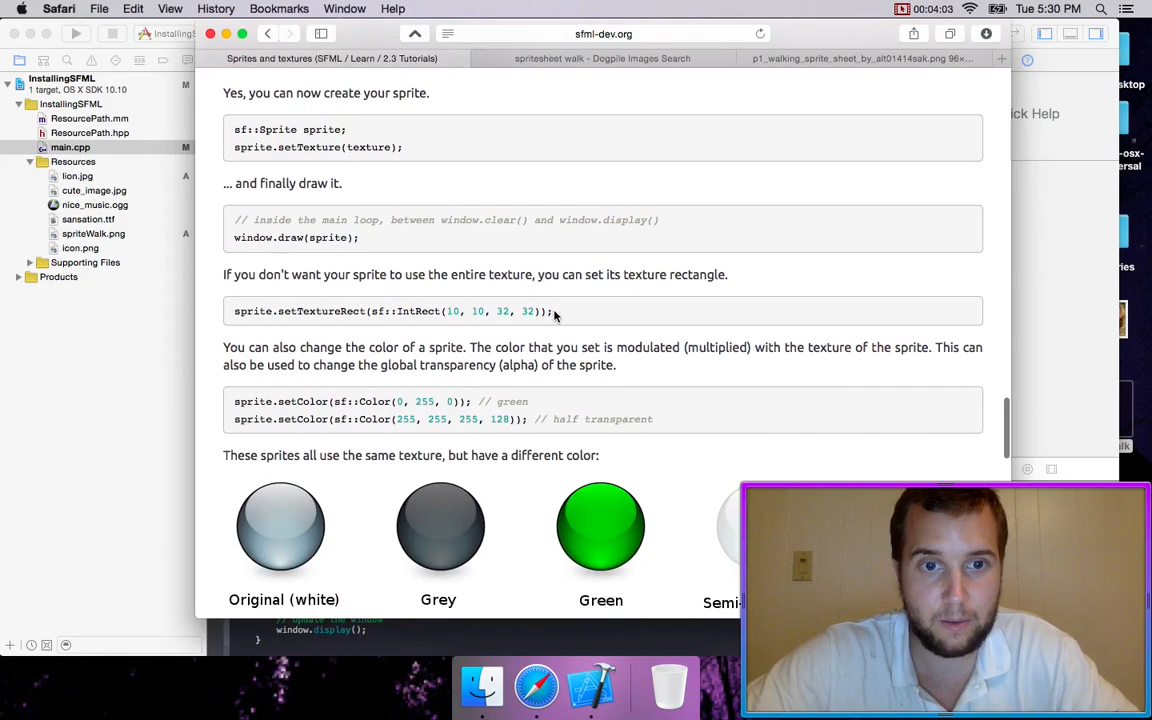 Safari File Edit View History Bookmarks Window Help
00:04:03 Tue 5:30 PM
InstallingSFML
sfml-dev.org
Sprites and textures (SFML / Learn / 2.3 Tutorials)
spritesheet walk - Dogpile Images Search
p1_walking_sprite_sheet_by_alt01414sak.png 96×...
InstallingSFML
1 target, OS X SDK 10.10
InstallingSFML
ResourcePath.mm
ResourcePath.hpp
main.cpp M
Resources
lion.jpg A
cute_image.jpg
nice_music.ogg
sansation.ttf
spriteWalk.png A
icon.png
Supporting Files
Products
Yes, you can now create your sprite.
sf::Sprite sprite;
sprite.setTexture(texture);
... and finally draw it.
// inside the main loop, between window.clear() and window.display()
window.draw(sprite);
If you don't want your sprite to use the entire texture, you can set its texture rectangle.
sprite.setTextureRect(sf::IntRect(10, 10, 32, 32));
You can also change the color of a sprite. The color that you set is modulated (multiplied) with the texture of the sprite. This can
also be used to change the global transparency (alpha) of the sprite.
sprite.setColor(sf::Color(0, 255, 0)); // green
sprite.setColor(sf::Color(255, 255, 255, 128)); // half transparent
These sprites all use the same texture, but have a different color:
Original (white) Grey Green Semi-
window.display();
}
ick Help
sktop
-osx-
ersal
ries
alk